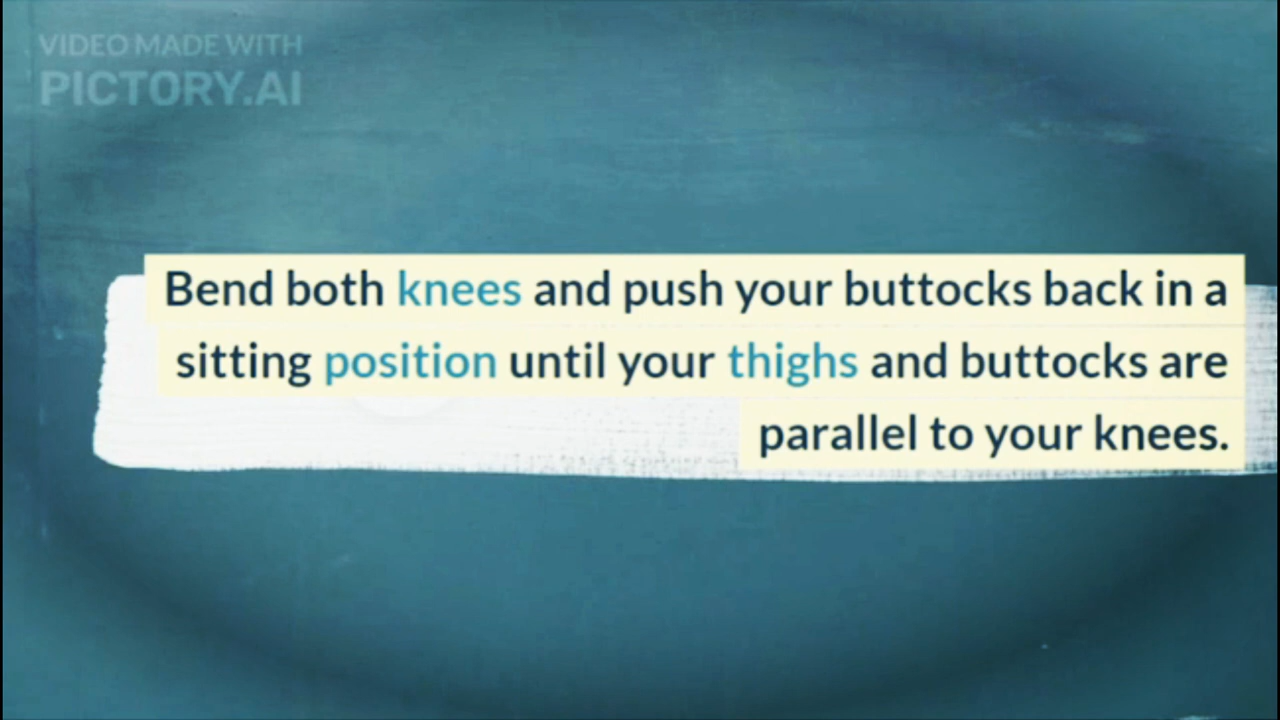 VIDEO MADE WITH
PICTORY.AI
Bend both knees and push your buttocks back in a
sitting position until your thighs and buttocks are
parallel to your knees.